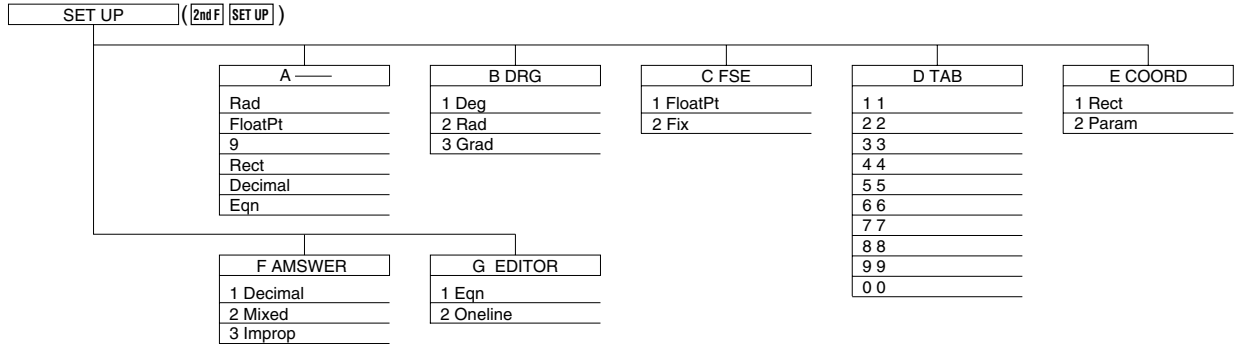 SET UP (2nd F SET UP)
A ——
Rad
FloatPt
9
Rect
Decimal
Eqn
B DRG
1 Deg
2 Rad
3 Grad
C FSE
1 FloatPt
2 Fix
D TAB
1 1
2 2
3 3
4 4
5 5
6 6
7 7
8 8
9 9
0 0
E COORD
1 Rect
2 Param
F AMSWER
1 Decimal
2 Mixed
3 Improp
G EDITOR
1 Eqn
2 Oneline